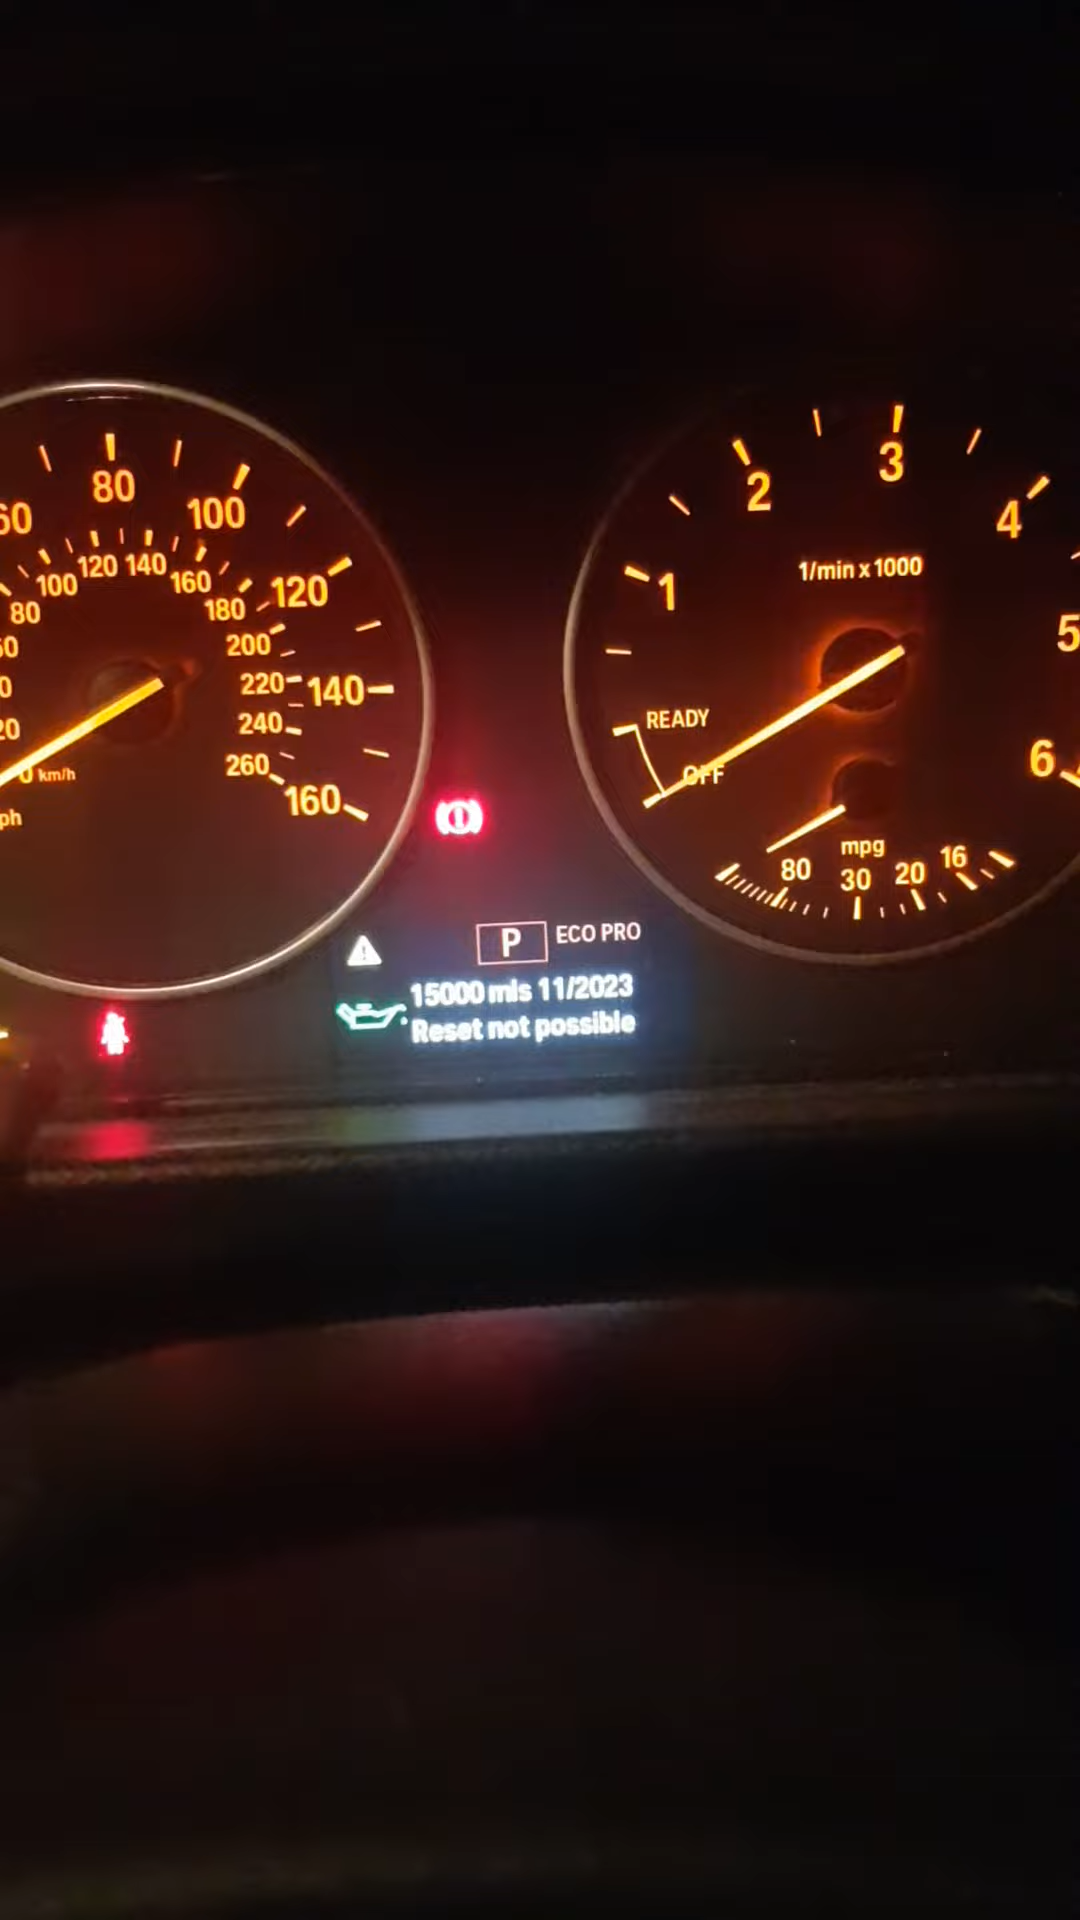 60
80
100
120
140
160
80
100
120
140
160
180
200
220
240
260
0 km/h
20
ph
1
2
3
4
5
6
1/min x 1000
READY
OFF
mpg
80
30
20
16
P
ECO PRO
15000 mls 11/2023
Reset not possible